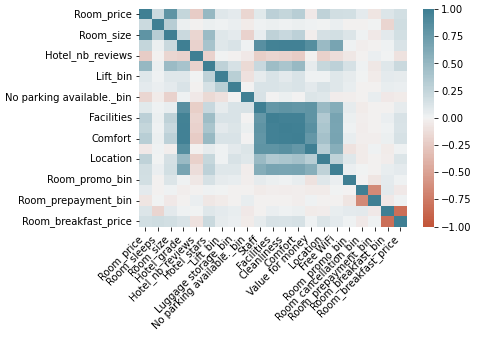 Room_price
Room_size
Hotel_nb_reviews
Lift_bin
No parking available._bin
Facilities
Comfort
Location
Room_promo_bin
Room_prepayment_bin
Room_breakfast_price
1.00
0.75
0.50
0.25
0.00
−0.25
−0.50
−0.75
−1.00
Room_price
Room_sleeps
Room_size
Hotel_grade
Hotel_nb_reviews
Hotel_stars
Lift_bin
Luggage storage_bin
No parking available._bin
Staff
Facilities
Cleanliness
Comfort
Value for money
Location
Free WiFi
Room_promo_bin
Room_cancellation_bin
Room_prepayment_bin
Room_breakfast_bin
Room_breakfast_price